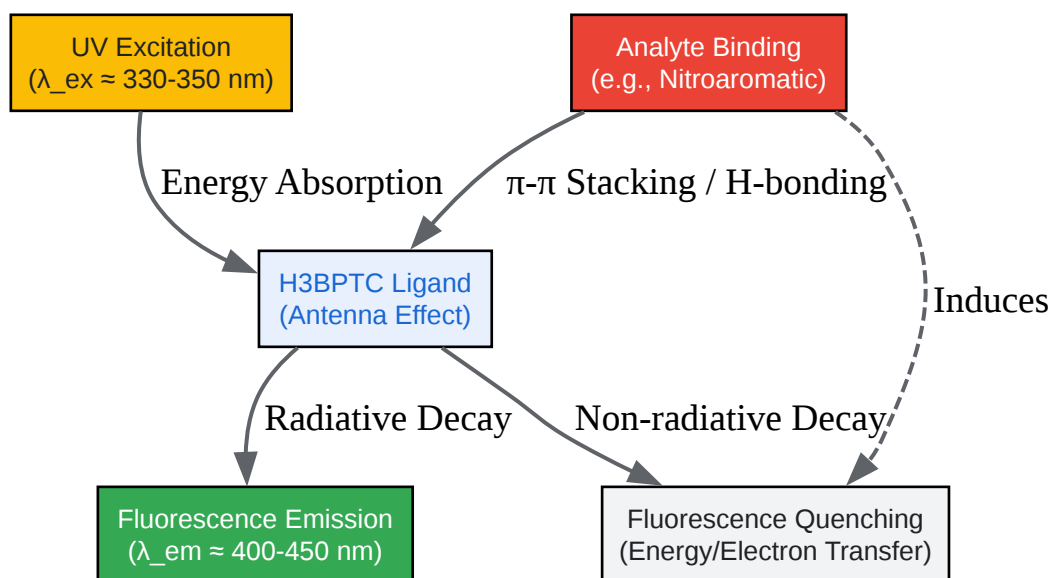 UV Excitation
(λ_ex ≈ 330-350 nm)
Analyte Binding
(e.g., Nitroaromatic)
Energy Absorption
π-π Stacking / H-bonding
H3BPTC Ligand
(Antenna Effect)
Induces
Radiative Decay
Non-radiative Decay
Fluorescence Emission
(λ_em ≈ 400-450 nm)
Fluorescence Quenching
(Energy/Electron Transfer)